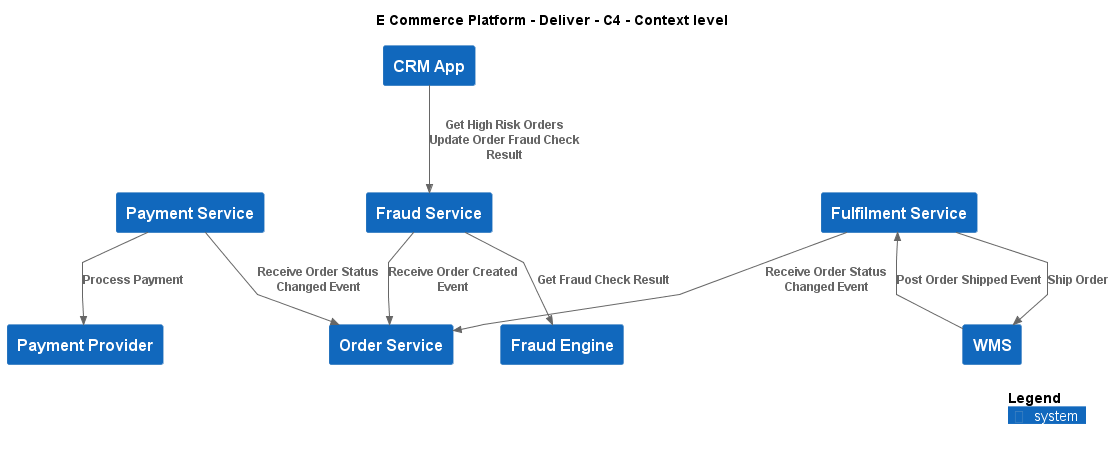 E Commerce Platform - Deliver - C4 - Context level
CRM App
Get High Risk Orders
Update Order Fraud Check
Result
Payment Service
Fraud Service
Fulfilment Service
Process Payment
Receive Order Status
Changed Event
Receive Order Created
Event
Get Fraud Check Result
Receive Order Status
Changed Event
Post Order Shipped Event
Ship Order
Payment Provider
Order Service
Fraud Engine
WMS
Legend
system